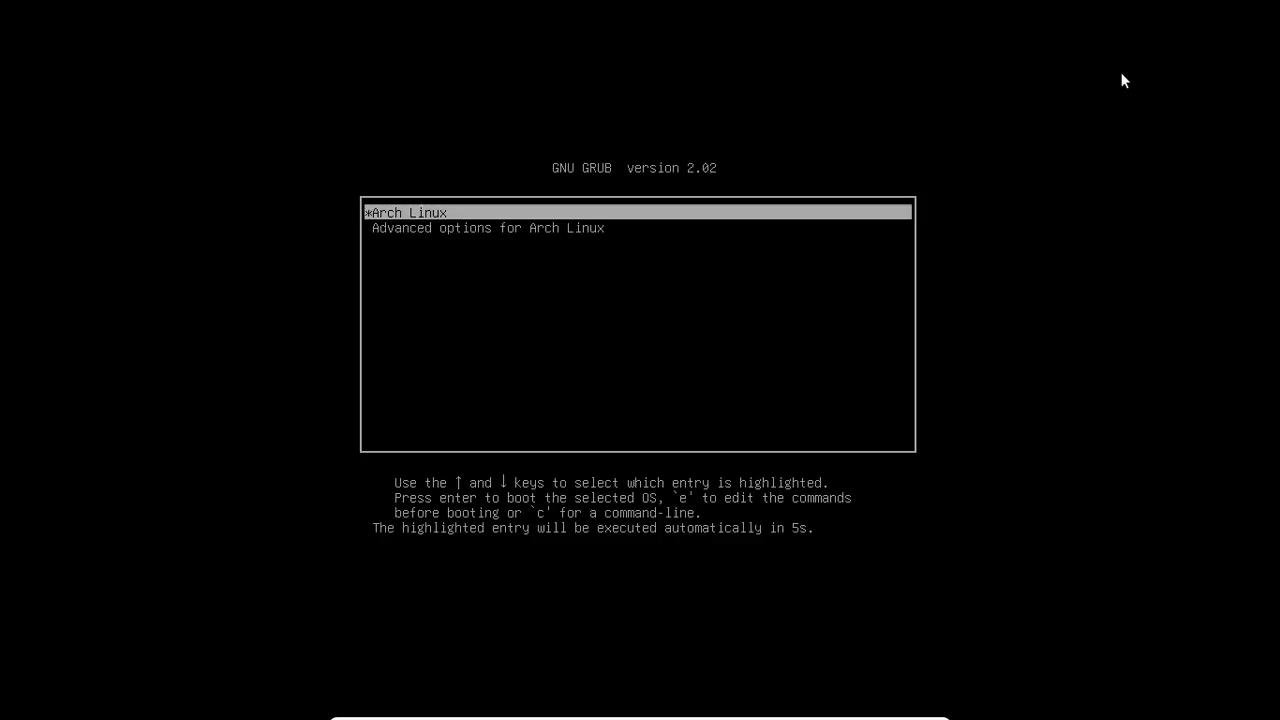 GNU GRUB  version 2.02
*Arch Linux
Advanced options for Arch Linux
Use the ↑ and ↓ keys to select which entry is highlighted.
Press enter to boot the selected OS, `e' to edit the commands
before booting or `c' for a command-line.
The highlighted entry will be executed automatically in 5s.